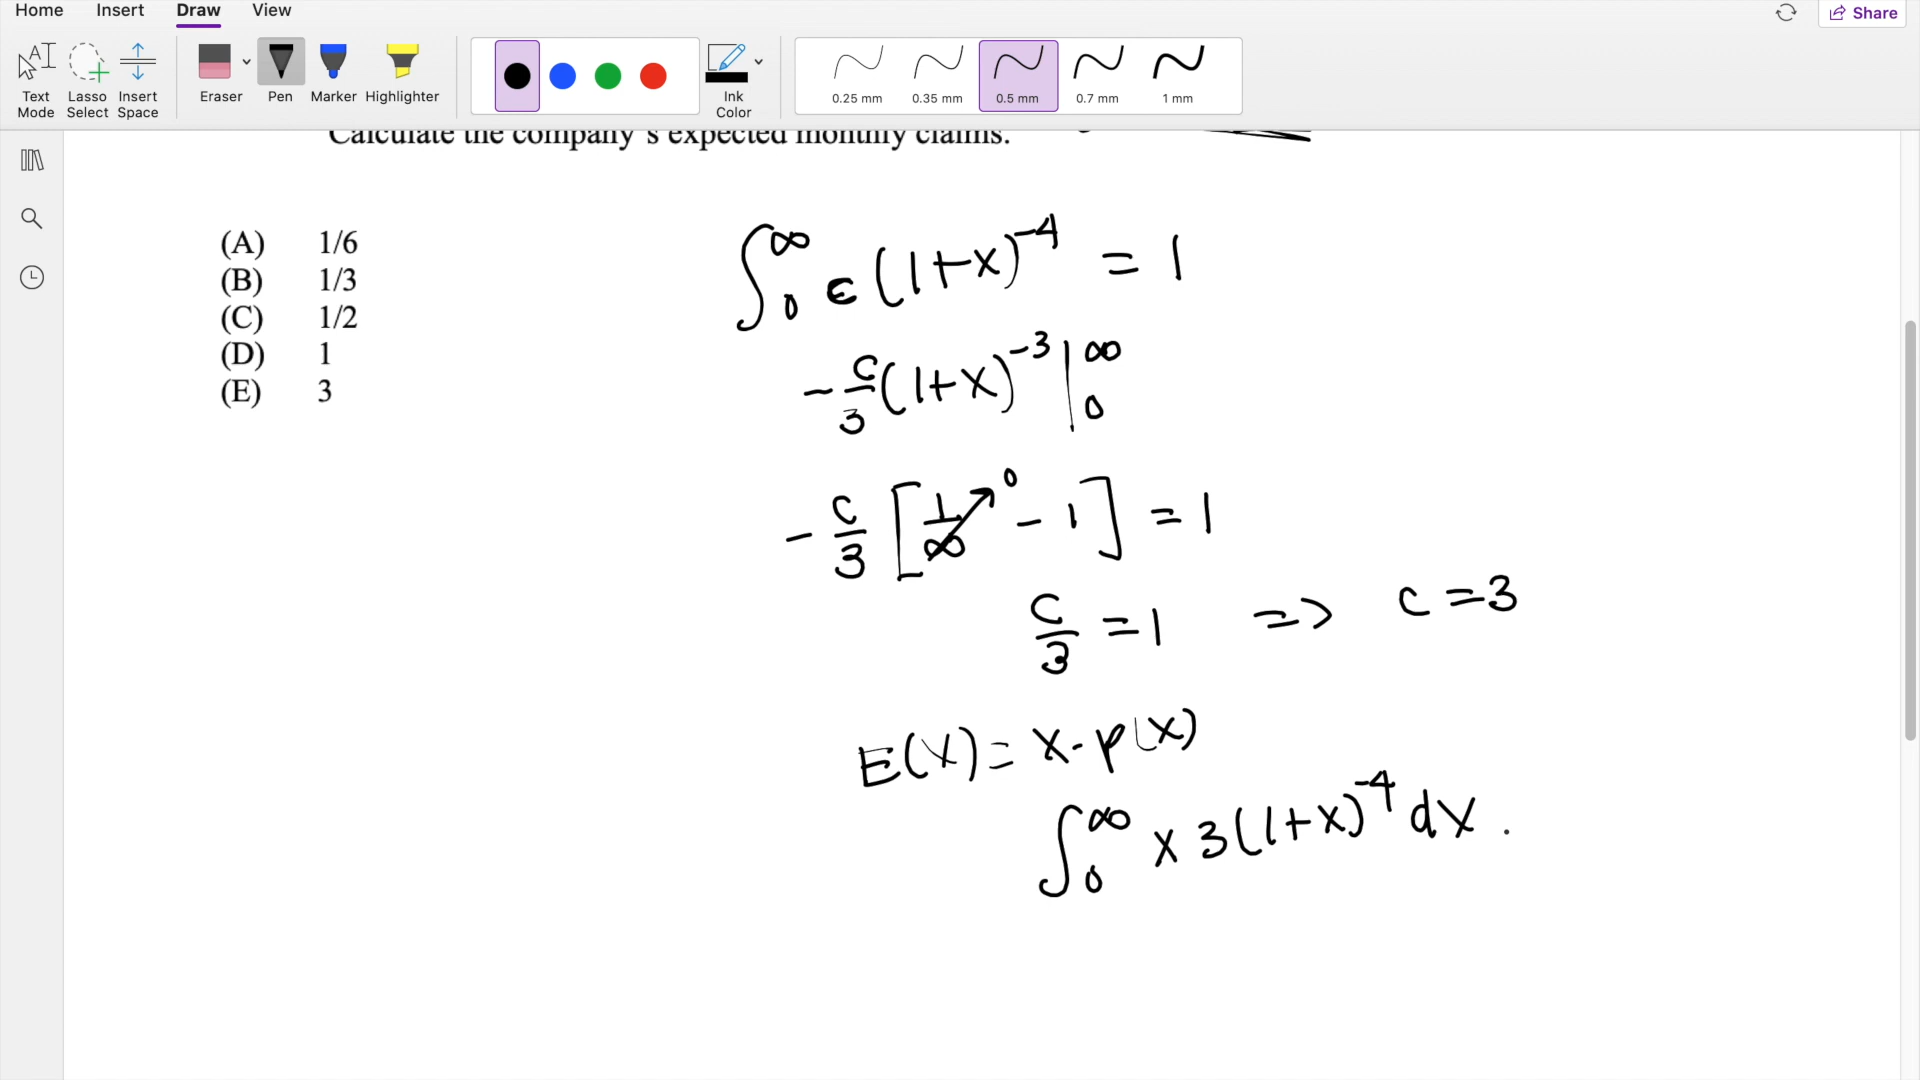 Home Insert Draw View
Share
Text Mode
Lasso Select
Insert Space
Eraser
Pen
Marker
Highlighter
Ink Color
0.25 mm
0.35 mm
0.5 mm
0.7 mm
1 mm
Calculate the company's expected monthly claims.
(A) 1/6
(B) 1/3
(C) 1/2
(D) 1
(E) 3
∫₀^∞ c(1+x)⁻⁴ = 1
-c/3 (1+x)⁻³ |₀^∞
-c/3 [1/∞ ↗0 - 1] = 1
c/3 = 1 => c = 3
E(X) = x·p(x)
∫₀^∞ x 3(1+x)⁻⁴ dx .